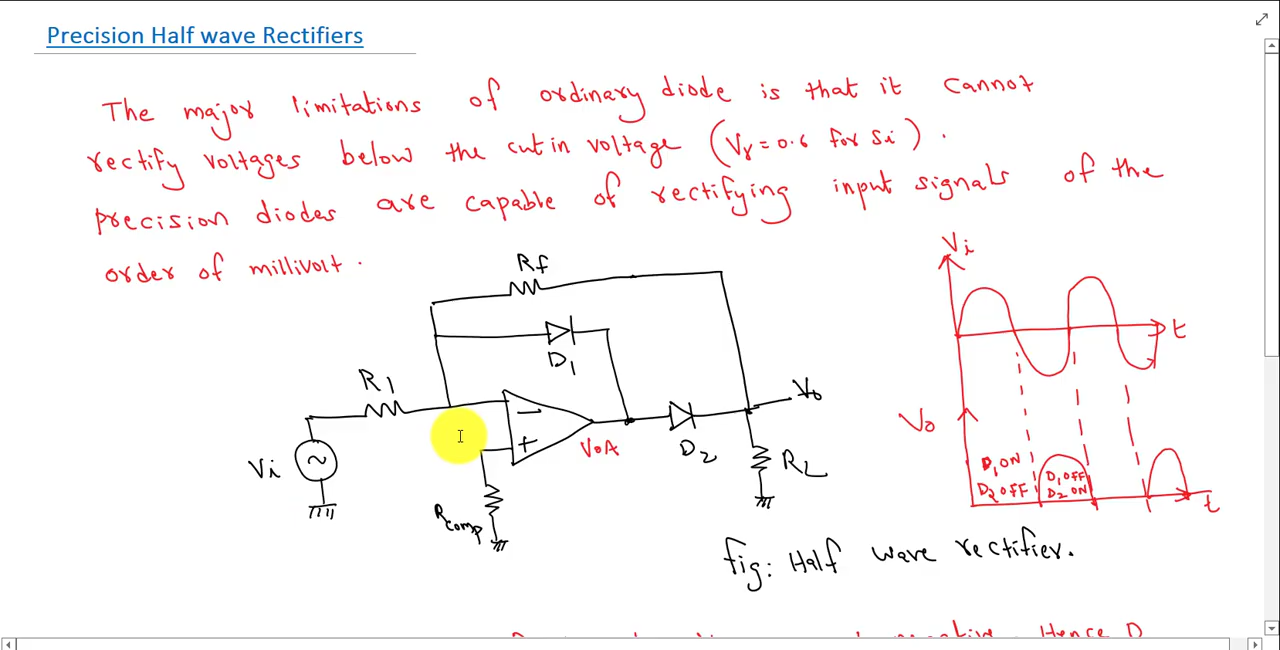 Precision Half wave Rectifiers
The major limitations of ordinary diode is that it cannot
rectify voltages below the cut in voltage (Vγ = 0.6 for Si).
precision diodes are capable of rectifying input signals of the
order of millivolt.
Rf
D1
R1
Vi
Rcomp
−
+
VoA
D2
Vo
RL
Vi
t
Vo
D1 ON
D2 OFF
D1 OFF
D2 ON
t
fig: Half wave rectifier.
negative. Hence D